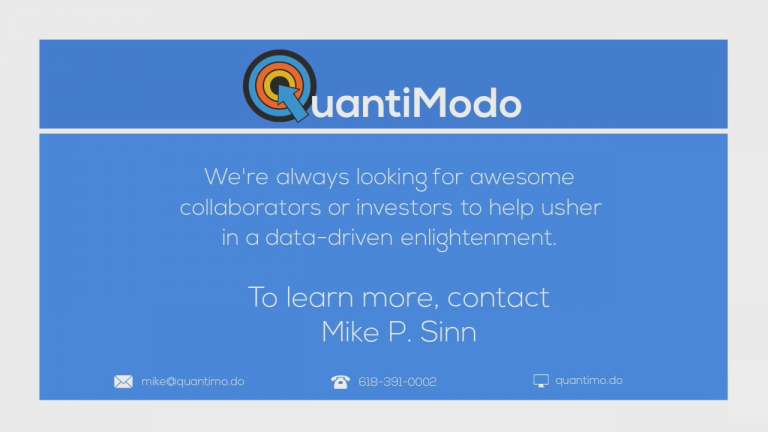 QuantiModo
We're always looking for awesome
collaborators or investors to help usher
in a data-driven enlightenment.
To learn more, contact
Mike P. Sinn
mike@quantimo.do
618-391-0002
quantimo.do